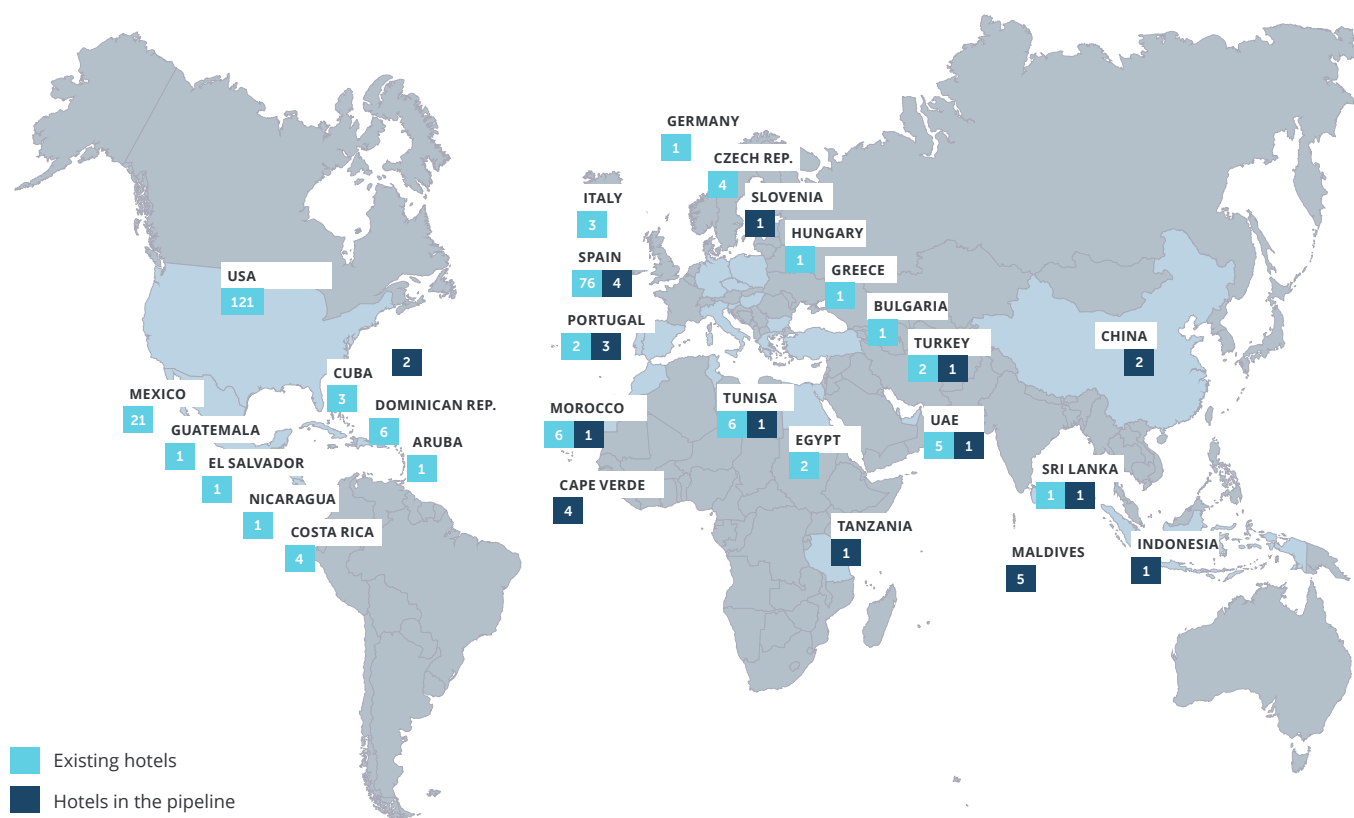 GERMANY
1
CZECH REP.
4
ITALY
3
SLOVENIA
1
HUNGARY
1
SPAIN
76 4
GREECE
1
USA
121
BULGARIA
1
PORTUGAL
2 3
TURKEY
2 1
CHINA
2
2
CUBA
3
MEXICO
21
DOMINICAN REP.
6
MOROCCO
6 1
TUNISA
6 1
UAE
5 1
GUATEMALA
1
ARUBA
1
EGYPT
2
EL SALVADOR
1
SRI LANKA
1 1
CAPE VERDE
4
NICARAGUA
1
TANZANIA
1
COSTA RICA
4
MALDIVES
5
INDONESIA
1
Existing hotels
Hotels in the pipeline